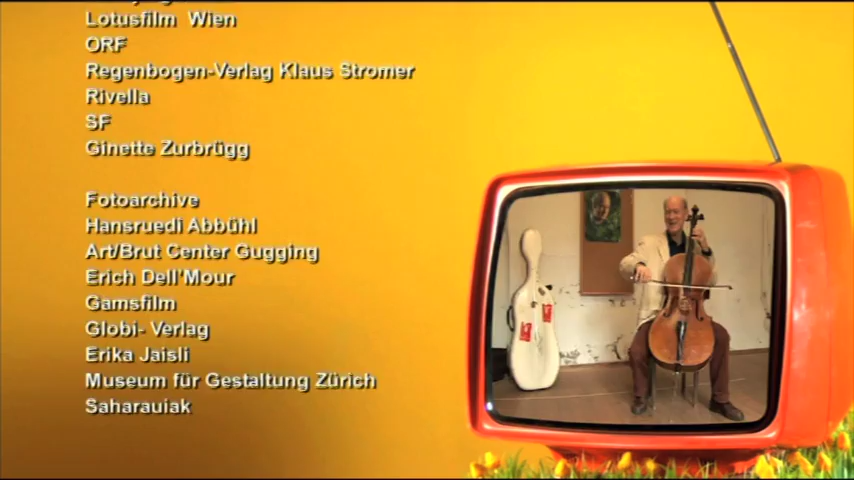 Lotusfilm Wien
ORF
Regenbogen-Verlag Klaus Stromer
Rivella
SF
Ginette Zurbrügg
Fotoarchive
Hansruedi Abbühl
Art/Brut Center Gugging
Erich Dell'Mour
Gamsfilm
Globi- Verlag
Erika Jaisli
Museum für Gestaltung Zürich
Saharauiak